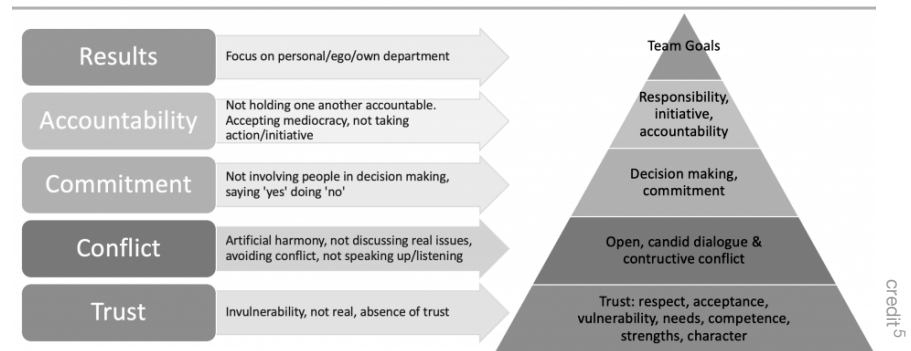 Results
Focus on personal/ego/own department
Team Goals
Accountability
Not holding one another accountable.
Accepting mediocracy, not taking
action/initiative
Responsibility,
initiative,
accountability
Commitment
Not involving people in decision making,
saying 'yes' doing 'no'
Decision making,
commitment
Conflict
Artificial harmony, not discussing real issues,
avoiding conflict, not speaking up/listening
Open, candid dialogue &
contructive conflict
Trust
Invulnerability, not real, absence of trust
Trust: respect, acceptance,
vulnerability, needs, competence,
strengths, character
credit5